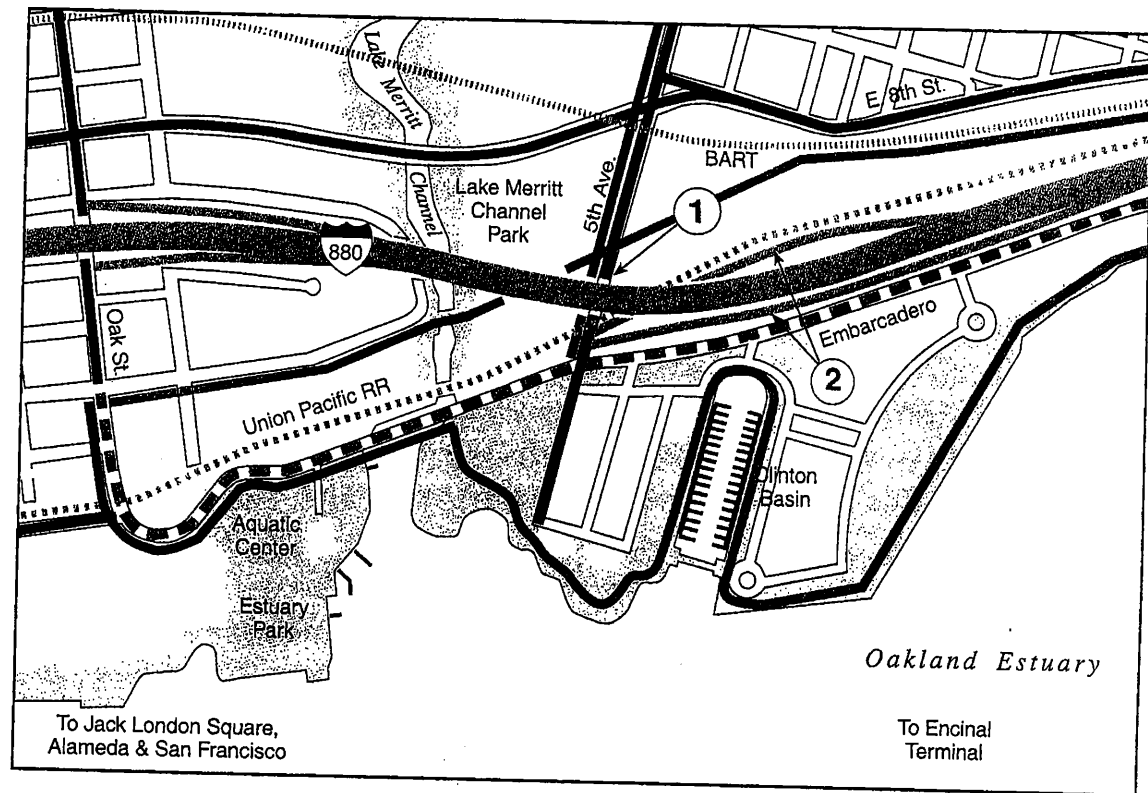 Lake Merritt
Channel
E. 8th St.
BART
Lake Merritt
Channel
Park
5th Ave.
1
880
Oak St.
Embarcadero
2
Union Pacific RR
Clinton
Basin
Aquatic
Center
Estuary
Park
Oakland Estuary
To Jack London Square,
Alameda & San Francisco
To Encinal
Terminal